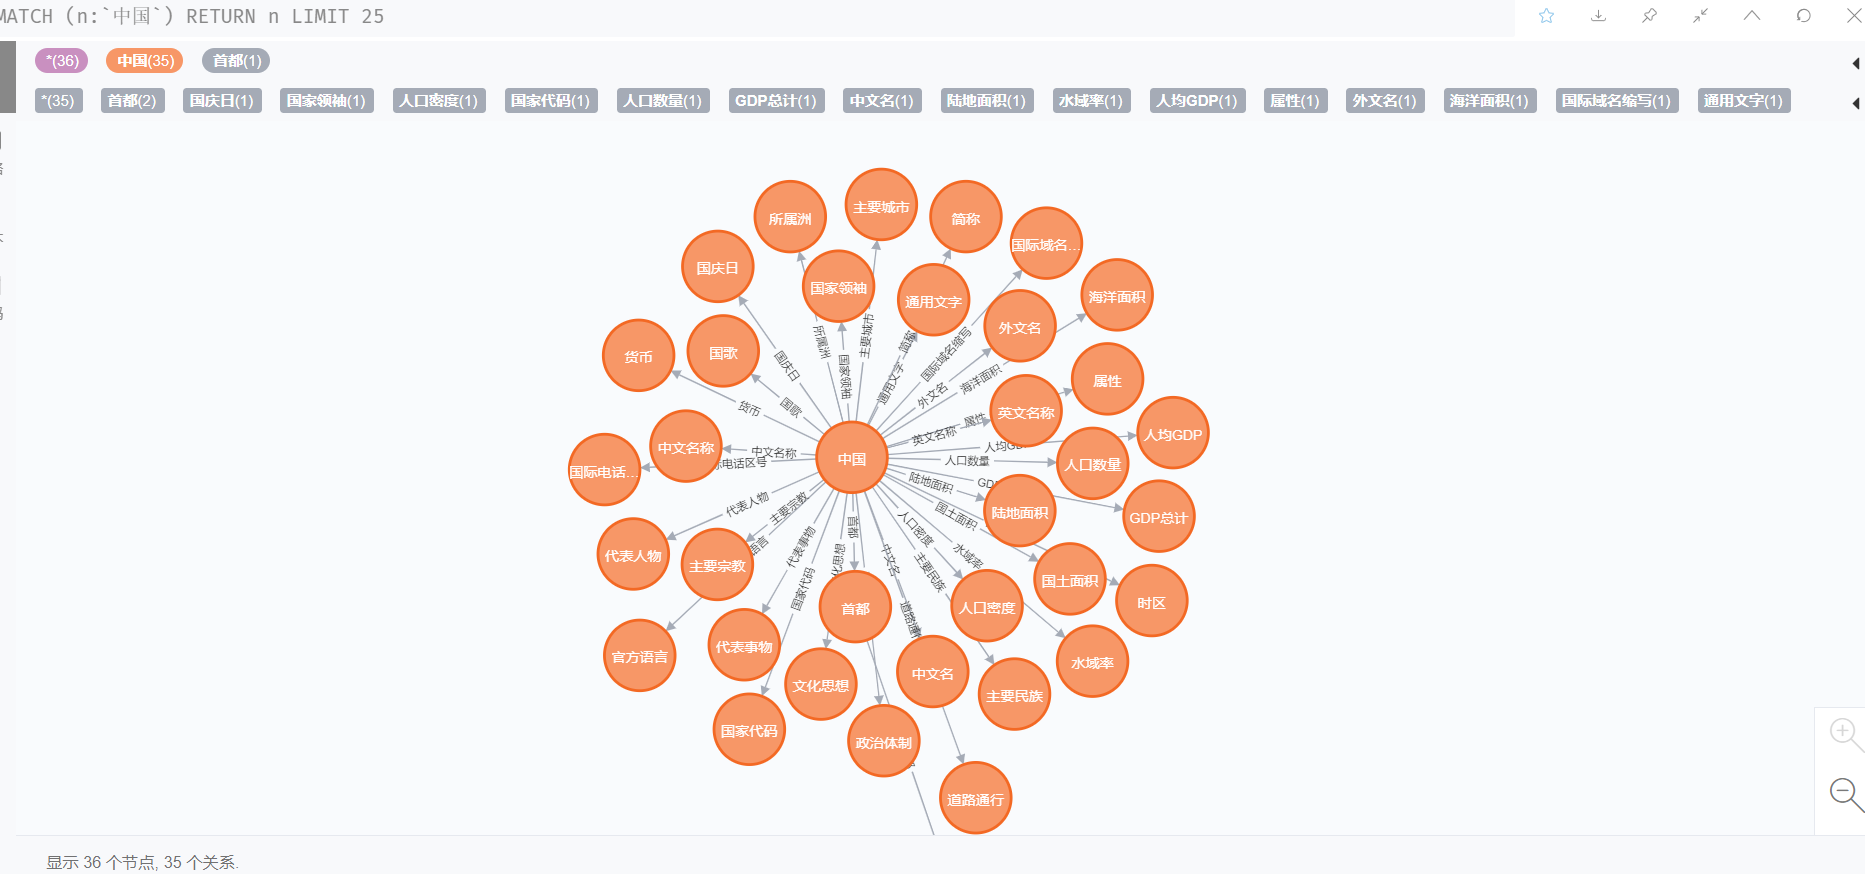 MATCH (n:`中国`) RETURN n LIMIT 25
*(36) 中国(35) 首都(1)
*(35) 首都(2) 国庆日(1) 国家领袖(1) 人口密度(1) 国家代码(1) 人口数量(1) GDP总计(1) 中文名(1) 陆地面积(1) 水域率(1) 人均GDP(1) 属性(1) 外文名(1) 海洋面积(1) 国际域名缩写(1) 通用文字(1)
主要城市
所属洲
简称
国际域名...
国庆日
国家领袖
通用文字
海洋面积
外文名
货币
国歌
属性
英文名称
人均GDP
中文名称
中国
人口数量
国际电话...
陆地面积
GDP总计
代表人物
主要宗教
国土面积
时区
首都
人口密度
官方语言
代表事物
水域率
文化思想
中文名
主要民族
国家代码
政治体制
道路通行
所属洲
国家领袖
主要城市
简称
通用文字
国际域名缩写
外文名
海洋面积
国庆日
国歌
货币
中文名称
际电话区号
英文名称
属性
人均G
人口数量
陆地面积
GD
国土面积
代表人物
主要宗教
语言
代表事物
国家代码
化思想
首都
中文名
道路通
人口密度
主要民族
水域率
显示 36 个节点, 35 个关系.